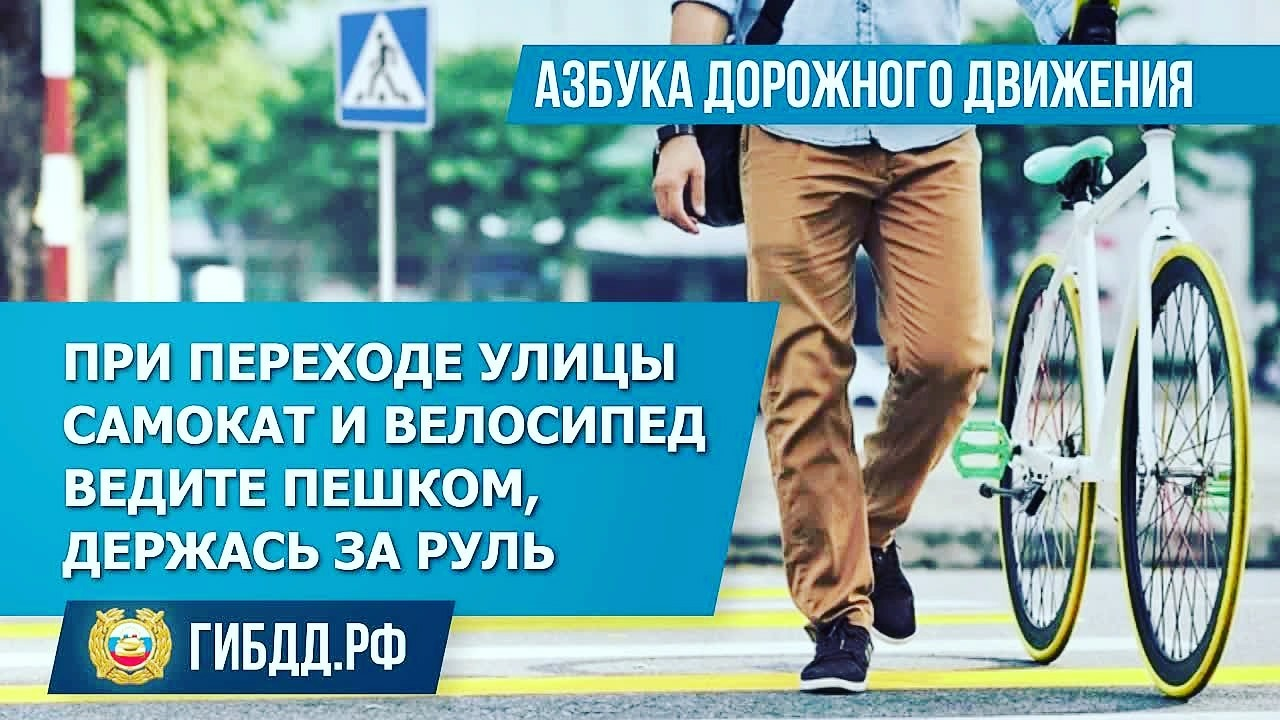 АЗБУКА ДОРОЖНОГО ДВИЖЕНИЯ
ПРИ ПЕРЕХОДЕ УЛИЦЫ
САМОКАТ И ВЕЛОСИПЕД
ВЕДИТЕ ПЕШКОМ,
ДЕРЖАСЬ ЗА РУЛЬ
ГИБДД.РФ